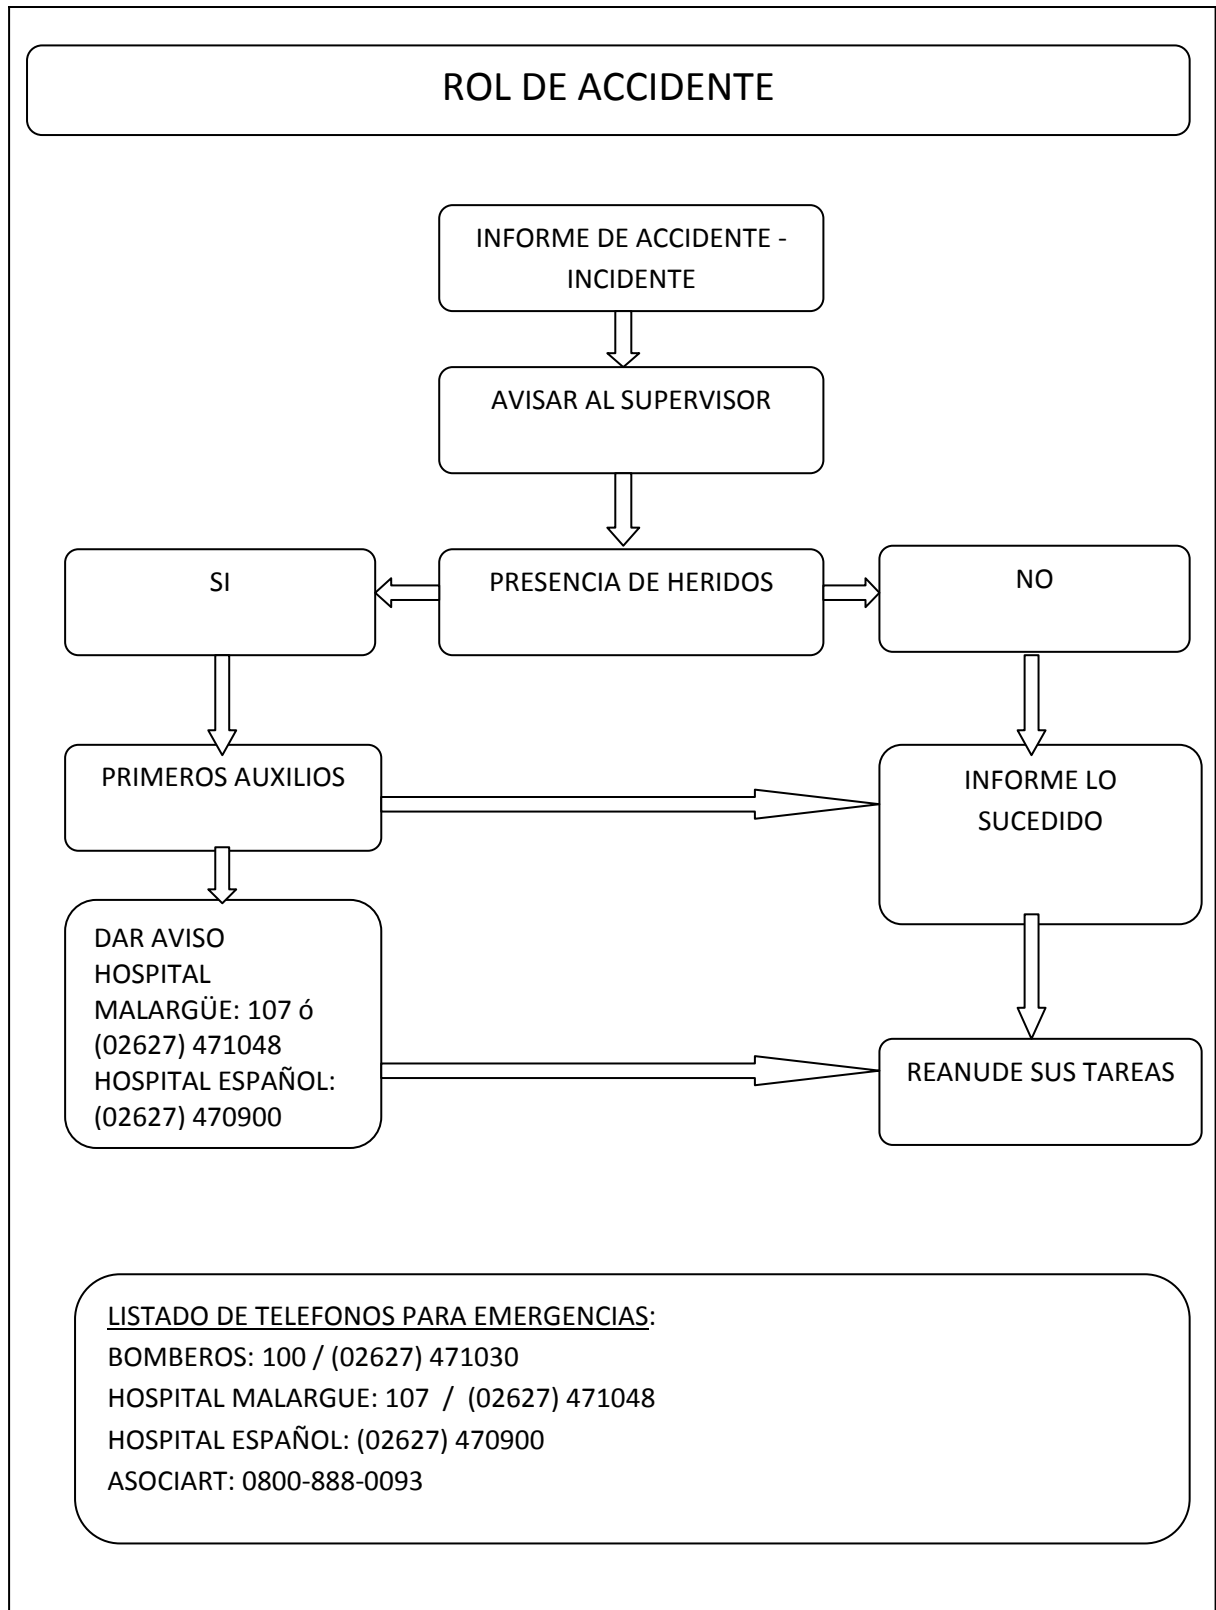 ROL DE ACCIDENTE
INFORME DE ACCIDENTE -
INCIDENTE
AVISAR AL SUPERVISOR
SI
PRESENCIA DE HERIDOS
NO
PRIMEROS AUXILIOS
INFORME LO
SUCEDIDO
DAR AVISO
HOSPITAL
MALARGÜE: 107 ó
(02627) 471048
HOSPITAL ESPAÑOL:
(02627) 470900
REANUDE SUS TAREAS
LISTADO DE TELEFONOS PARA EMERGENCIAS:
BOMBEROS: 100 / (02627) 471030
HOSPITAL MALARGUE: 107 / (02627) 471048
HOSPITAL ESPAÑOL: (02627) 470900
ASOCIART: 0800-888-0093